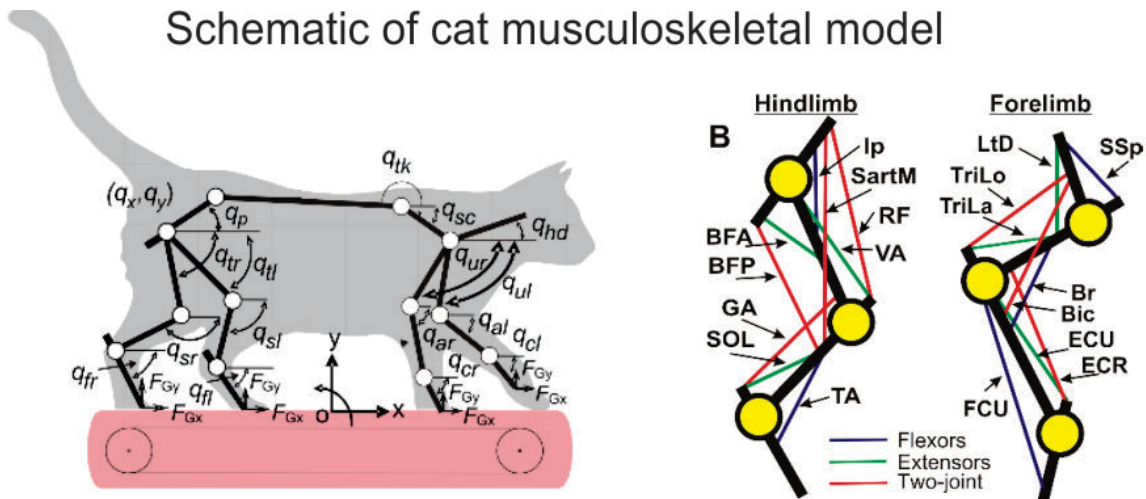 Schematic of cat musculoskeletal model
(qx, qy)
qp
qtr
qtl
qtk
qsc
qhd
qur
qul
qsr
qsl
qfr
qfl
qar
qal
qcr
qcl
FGy
FGx
FGy
FGx
y
o
x
FGy
FGx
FGy
FGx
B
Hindlimb
Ip
SartM
RF
VA
BFA
BFP
GA
SOL
TA
Forelimb
LtD
SSp
TriLo
TriLa
Br
Bic
ECU
ECR
FCU
Flexors
Extensors
Two-joint